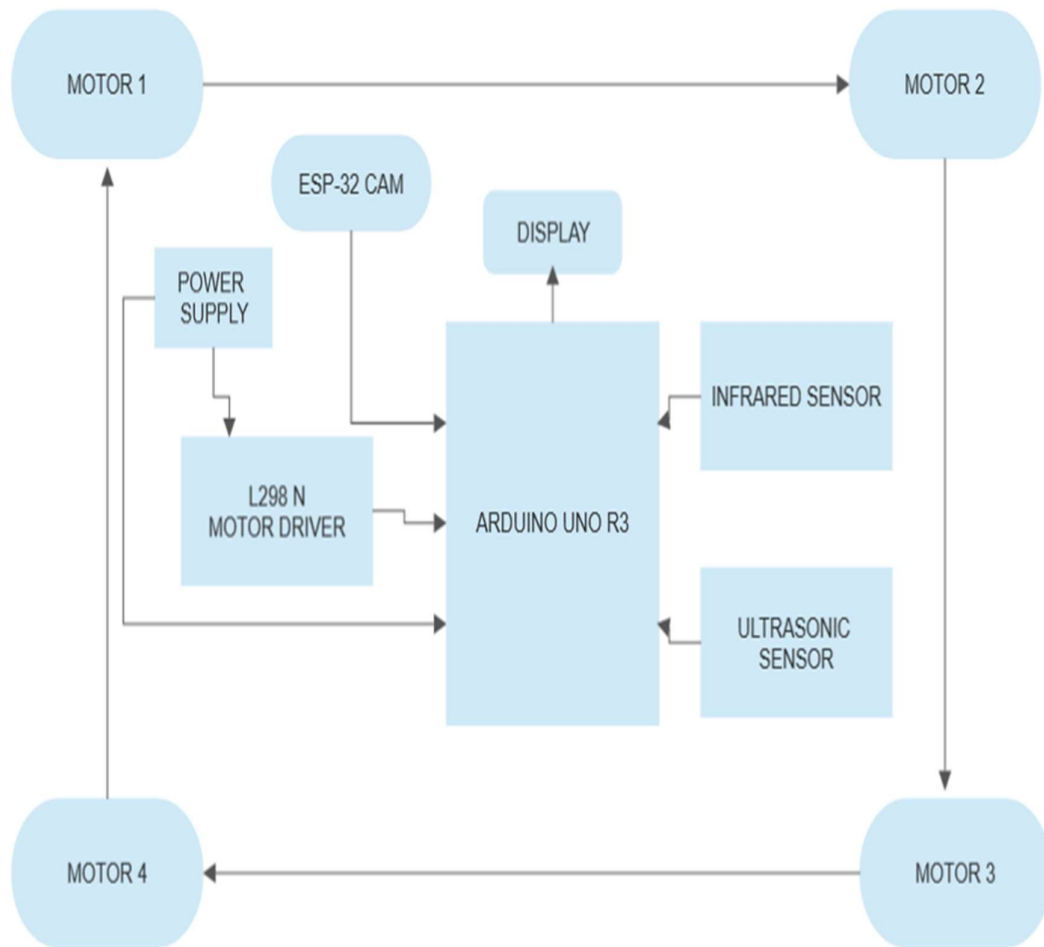 MOTOR 1
MOTOR 2
ESP-32 CAM
DISPLAY
POWER
SUPPLY
INFRARED SENSOR
L298 N
MOTOR DRIVER
ARDUINO UNO R3
ULTRASONIC
SENSOR
MOTOR 4
MOTOR 3